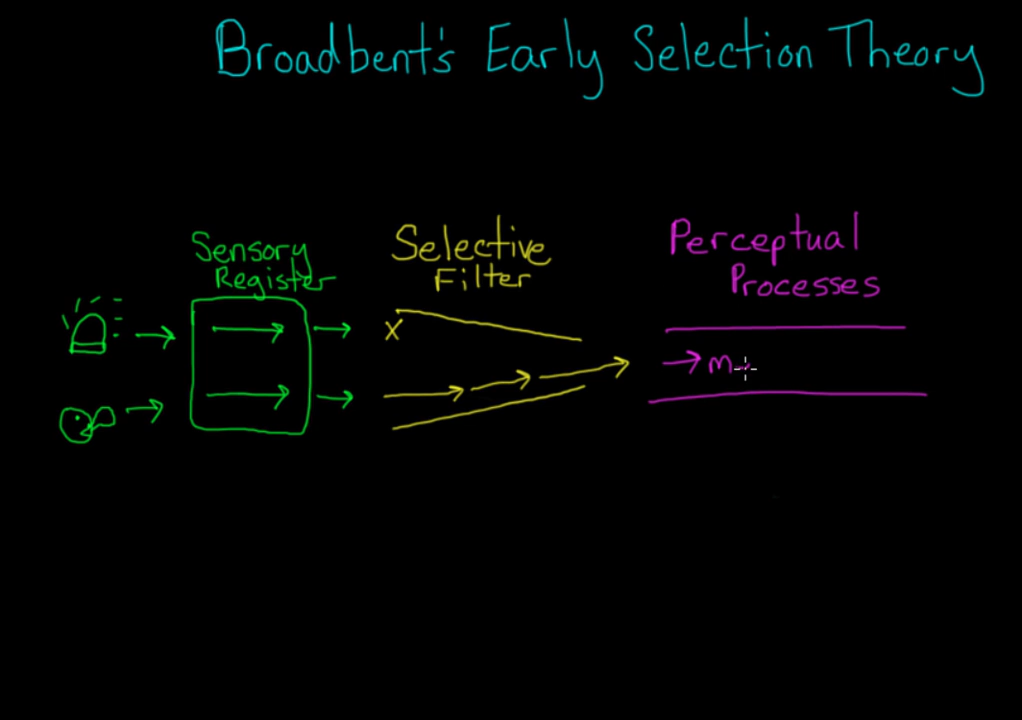 Broadbent's Early Selection Theory
Sensory
Register
Selective
Filter
Perceptual
Processes
X